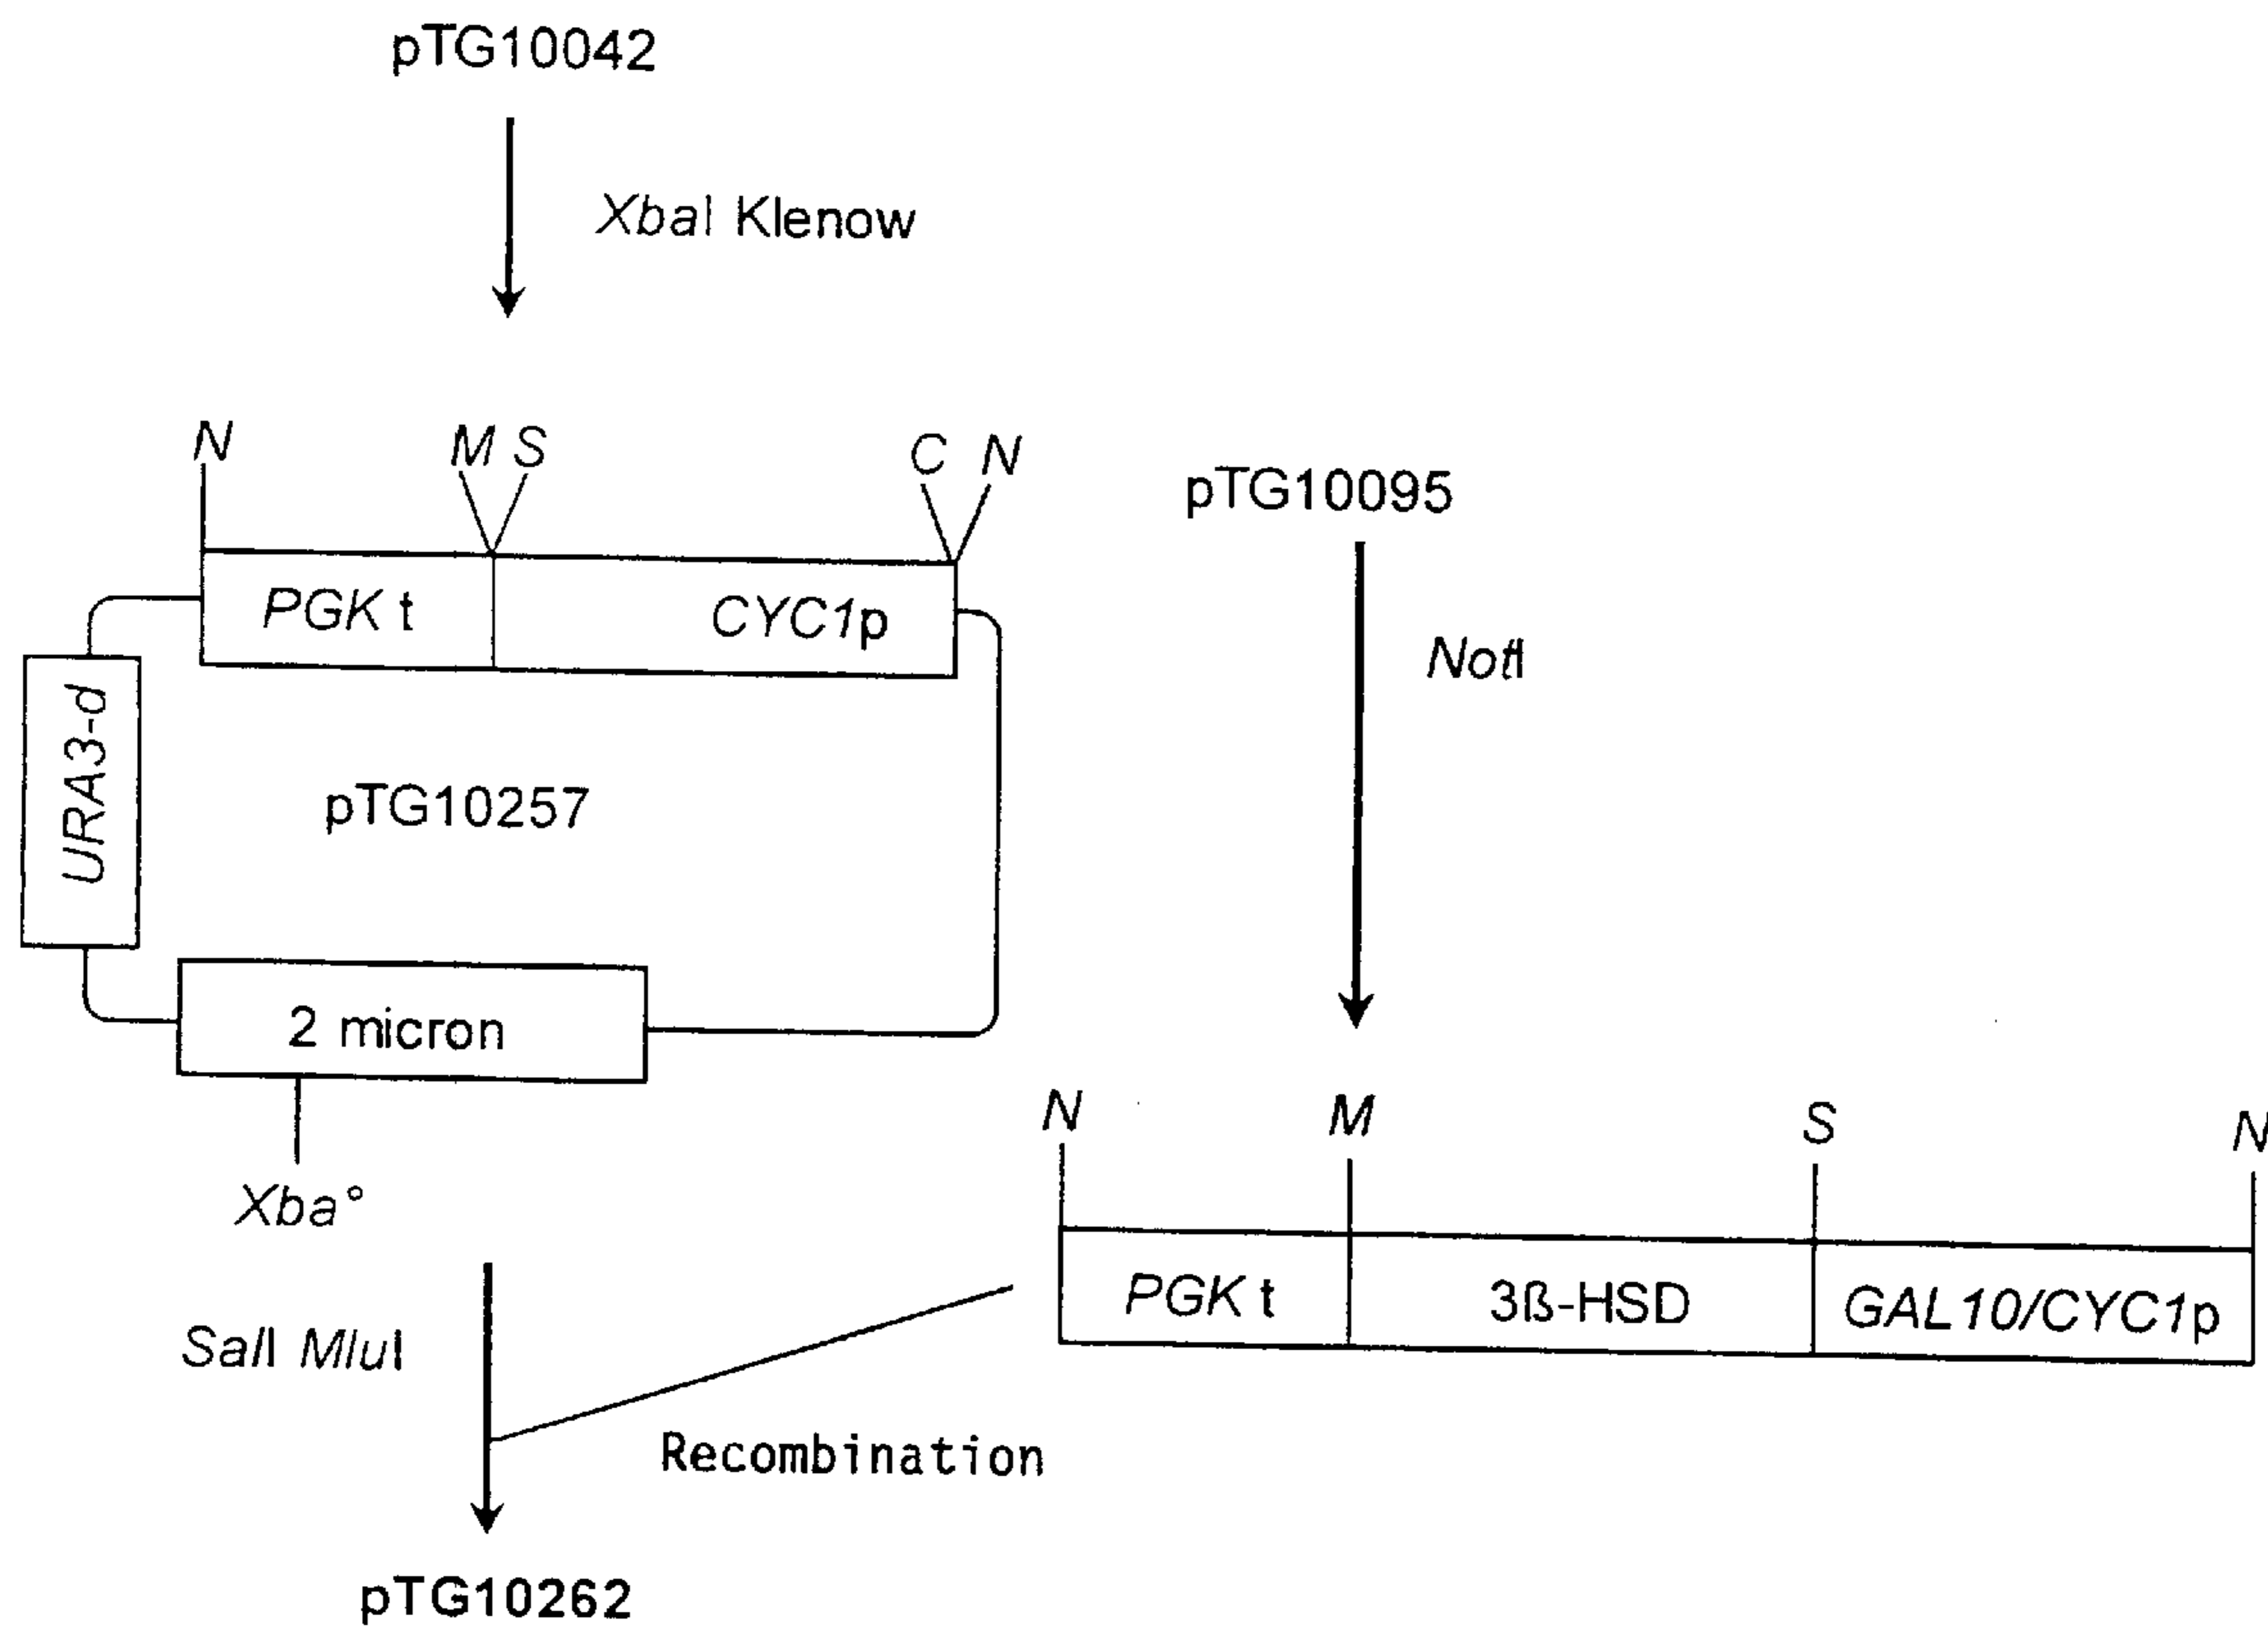 pTG10042
XbaI Klenow
N M S C N
pTG10095
PGK t CYC1p
NotI
URA3-d
pTG10257
2 micron
N M S N
Xba°
PGK t 3ß-HSD GAL10/CYC1p
SalI MluI
Recombination
pTG10262